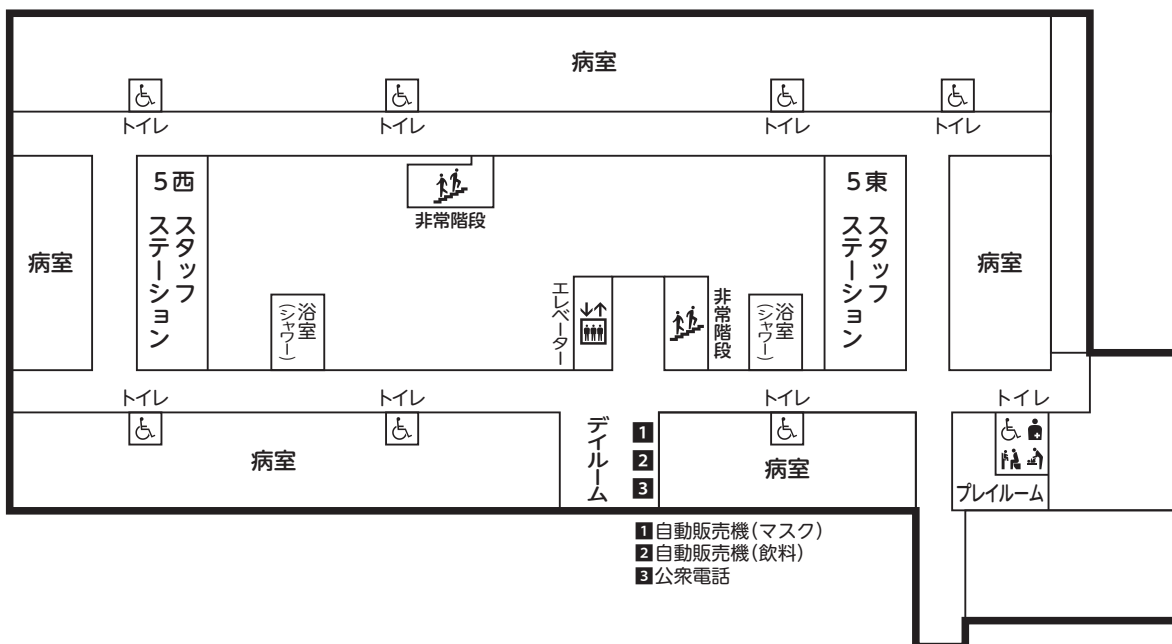 病室
トイレ
トイレ
トイレ
トイレ
5西
スタッフ
ステーション
非常階段
5東
スタッフ
ステーション
病室
病室
浴室
(シャワー)
エレベーター
非常階段
浴室
(シャワー)
トイレ
トイレ
トイレ
トイレ
病室
デイルーム
1
2
3
病室
プレイルーム
1自動販売機(マスク)
2自動販売機(飲料)
3公衆電話